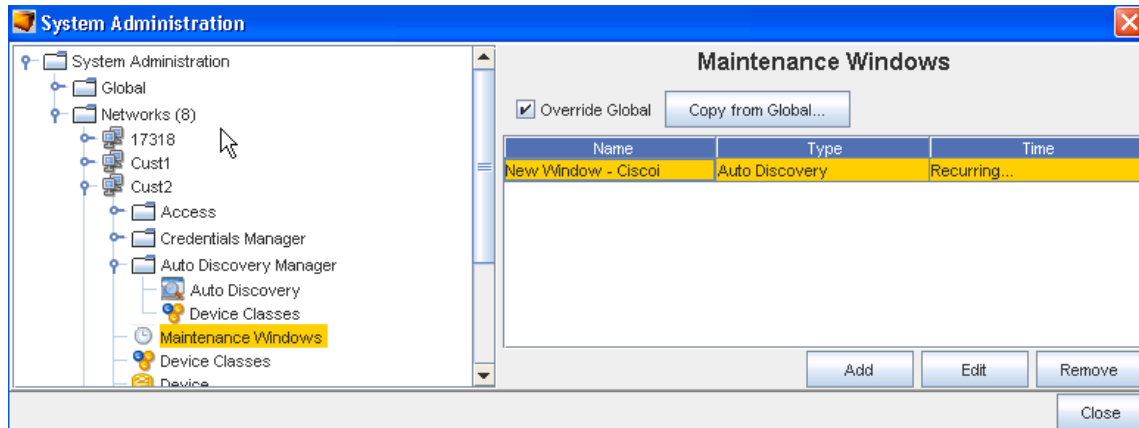 System Administration
System Administration
Global
Networks (8)
17318
Cust1
Cust2
Access
Credentials Manager
Auto Discovery Manager
Auto Discovery
Device Classes
Maintenance Windows
Device Classes
Device
Maintenance Windows
Override Global
Copy from Global...
Name Type Time
New Window - Ciscoi Auto Discovery Recurring...
Add Edit Remove
Close